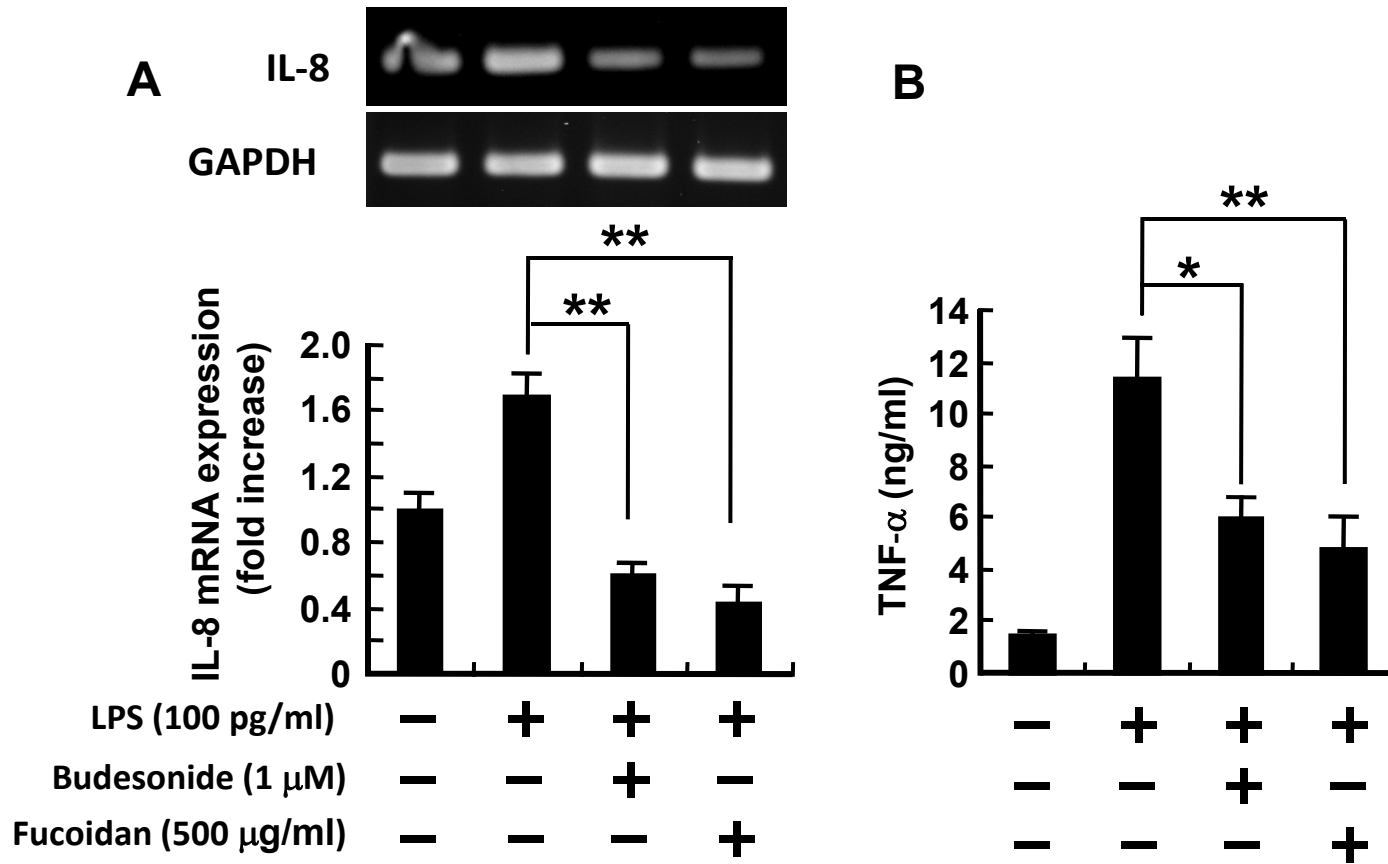 A
IL-8
GAPDH
B
**
**
IL-8 mRNA expression
(fold increase)
2.0
1.6
1.2
0.8
0.4
0
**
*
TNF-α (ng/ml)
14
12
10
8
6
4
2
0
LPS (100 pg/ml) − + + + − + + +
Budesonide (1 μM) − − + − − − + −
Fucoidan (500 μg/ml) − − − + − − − +